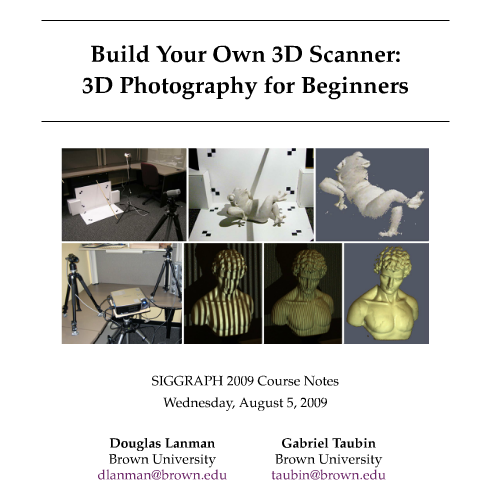 Build Your Own 3D Scanner:
3D Photography for Beginners
SIGGRAPH 2009 Course Notes
Wednesday, August 5, 2009
Douglas Lanman
Brown University
dlanman@brown.edu
Gabriel Taubin
Brown University
taubin@brown.edu